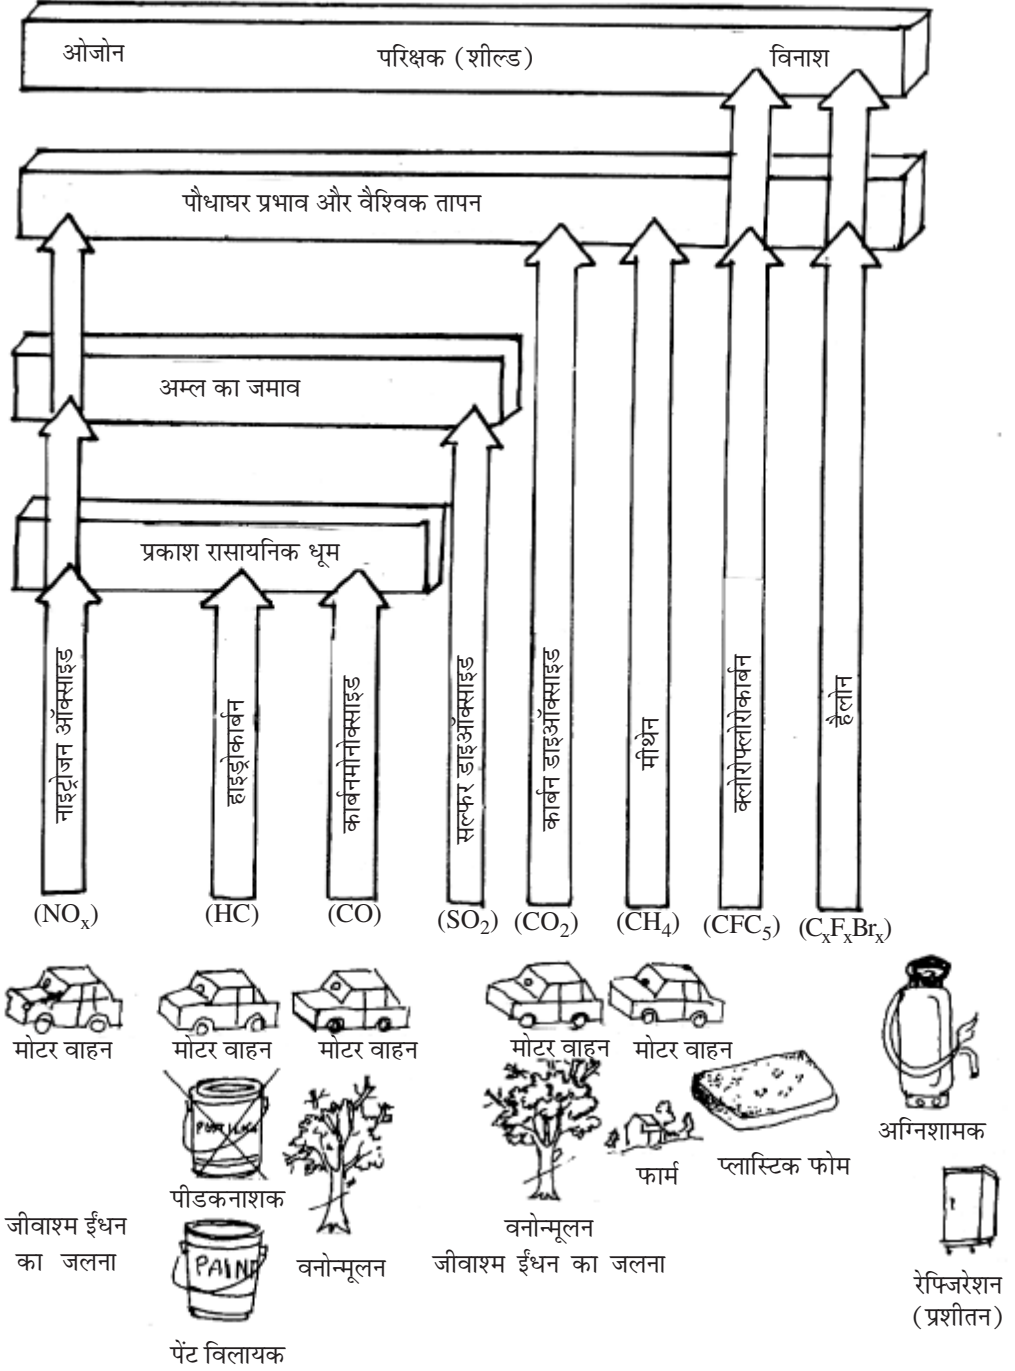 ओजोन परिक्षक (शील्ड) विनाश
पौधाघर प्रभाव और वैश्विक तापन
अम्ल का जमाव
प्रकाश रासायनिक धूम
नाइट्रोजन ऑक्साइड
हाइड्रोकार्बन
कार्बनमोनोक्साइड
सल्फर डाइऑक्साइड
कार्बन डाइऑक्साइड
मीथेन
क्लोरोफ्लोरोकार्बन
हैलोन
(NOₓ) (HC) (CO) (SO₂) (CO₂) (CH₄) (CFC₅) (CₓFₓBrₓ)
मोटर वाहन मोटर वाहन मोटर वाहन मोटर वाहन मोटर वाहन
अग्निशामक
प्लास्टिक फोम
फार्म
पीडकनाशक
वनोन्मूलन
जीवाश्म ईंधन का जलना
जीवाश्म ईंधन
का जलना
वनोन्मूलन
PAINT
रेफ्जिरेशन
(प्रशीतन)
पेंट विलायक